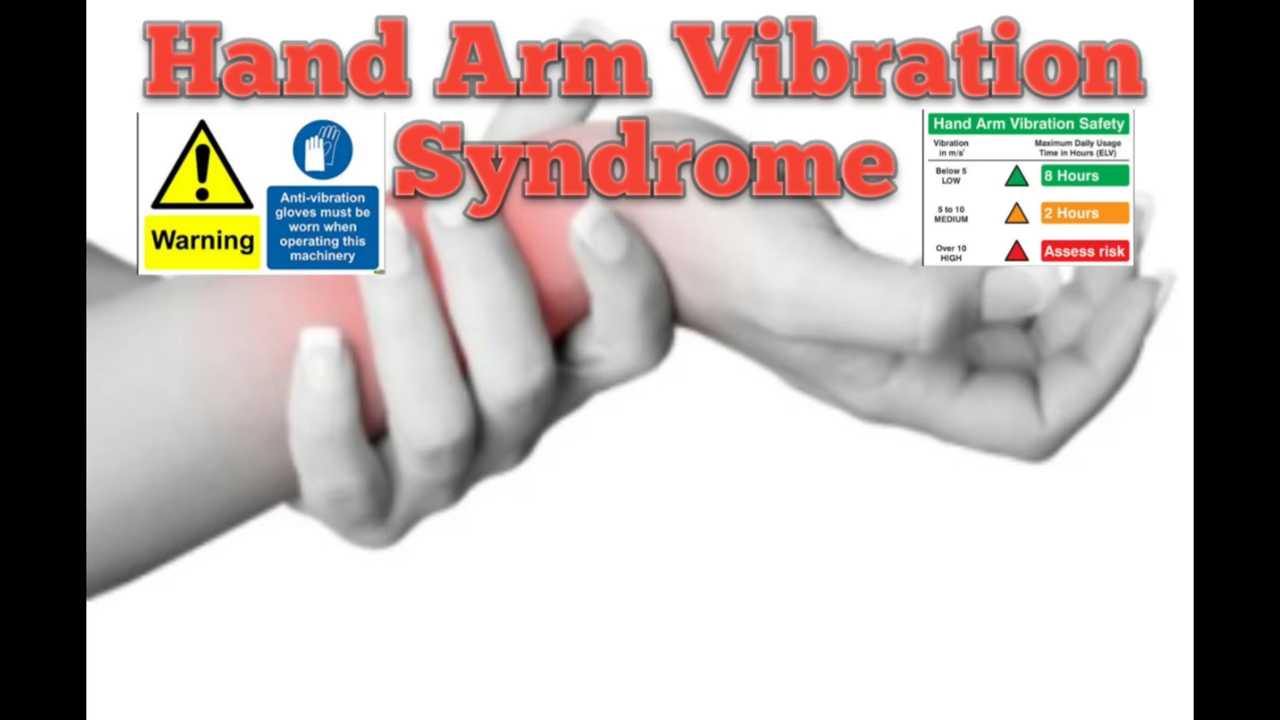 Hand Arm Vibration
Syndrome
Warning
Anti-vibration
gloves must be
worn when
operating this
machinery
Hand Arm Vibration Safety
Vibration
in m/s²
Maximum Daily Usage
Time in Hours (ELV)
Below 5
LOW
8 Hours
5 to 10
MEDIUM
2 Hours
Over 10
HIGH
Assess risk